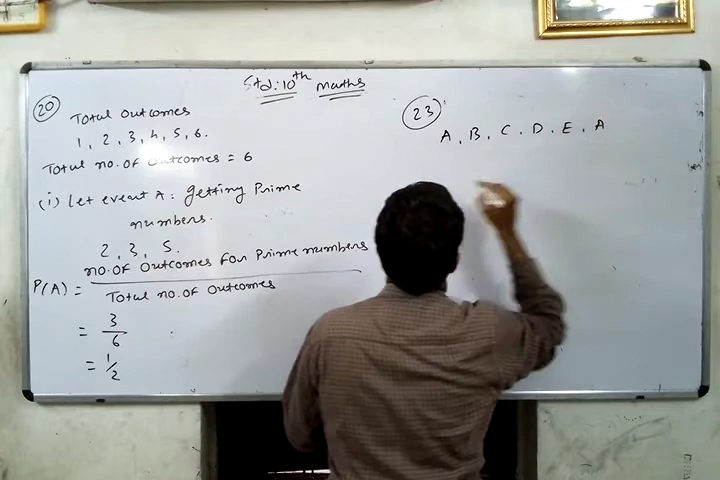 Std: 10th Maths
20
Total Outcomes
1, 2, 3, 4, 5, 6.
Total no. of Outcomes = 6
(i) Let event A: getting Prime
numbers.
2, 3, 5.
P(A) = no. of Outcomes For Prime numbers
Total no. of Outcomes
= 3/6
= 1/2
23
A, B, C, D, E, A